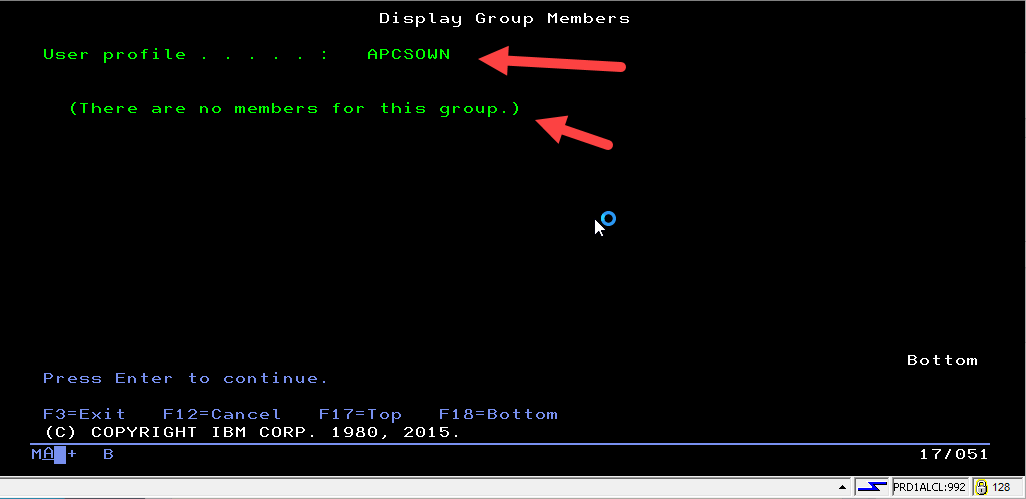 Display Group Members
User profile . . . . . :   APCSOWN
(There are no members for this group.)
Bottom
Press Enter to continue.
F3=Exit   F12=Cancel   F17=Top   F18=Bottom
(C) COPYRIGHT IBM CORP. 1980, 2015.
MA + B 17/051
PRD1ALCL:992 128